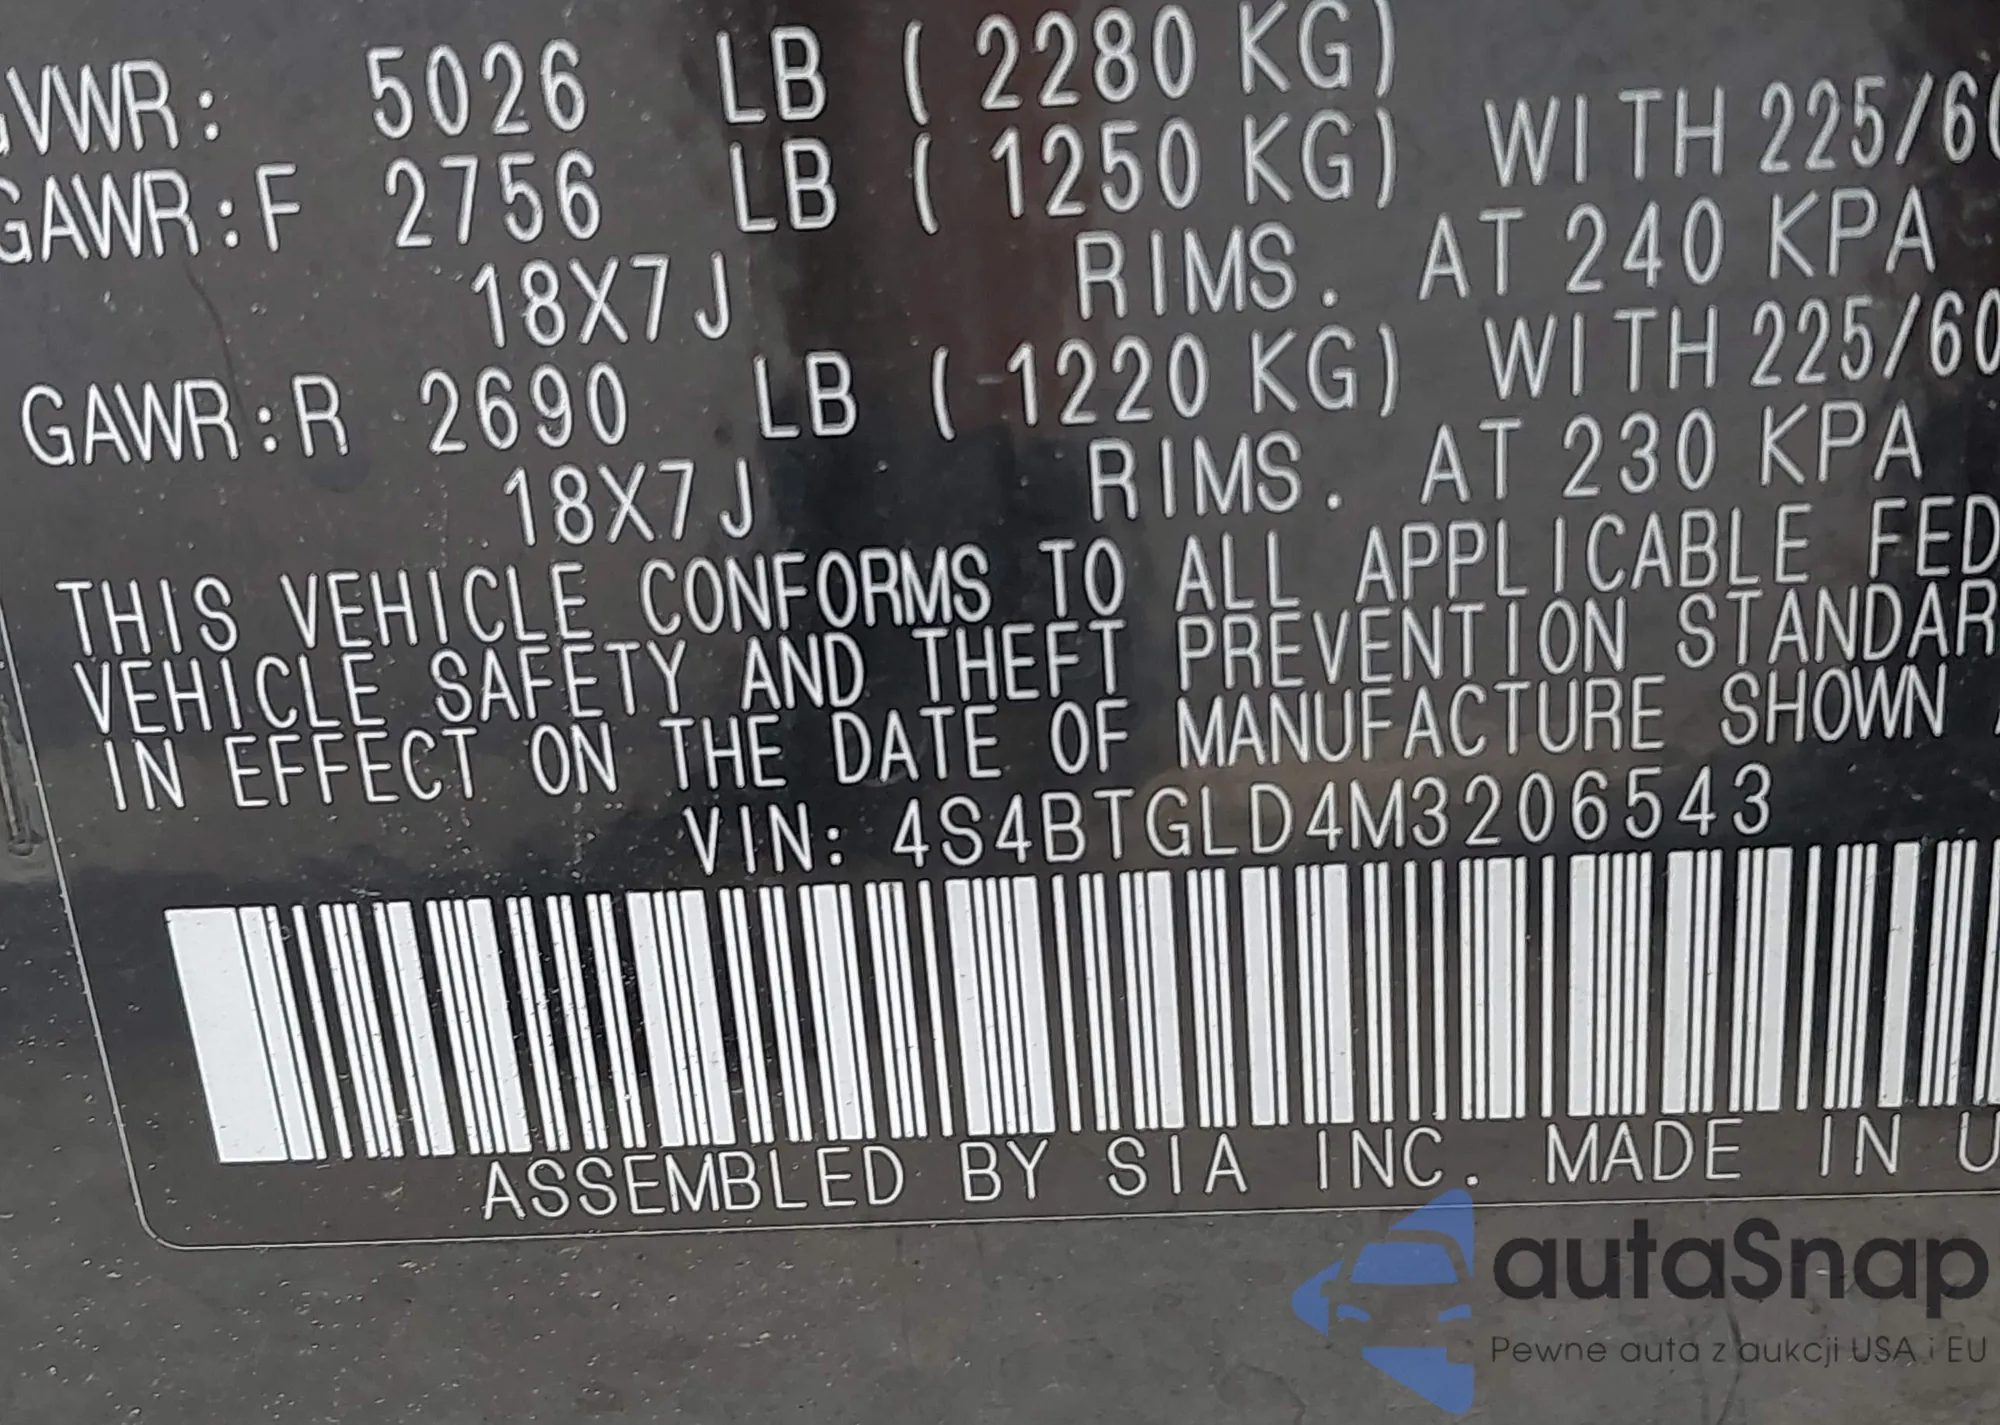 GVWR: 5026 LB ( 2280 KG)
GAWR:F 2756 LB ( 1250 KG) WITH 225/60
18X7J RIMS. AT 240 KPA
GAWR:R 2690 LB ( 1220 KG) WITH 225/60
18X7J RIMS. AT 230 KPA
THIS VEHICLE CONFORMS TO ALL APPLICABLE FED
VEHICLE SAFETY AND THEFT PREVENTION STANDAR
IN EFFECT ON THE DATE OF MANUFACTURE SHOWN
VIN: 4S4BTGLD4M3206543
ASSEMBLED BY SIA INC. MADE IN U
autaSnap
Pewne auta z aukcji USA i EU